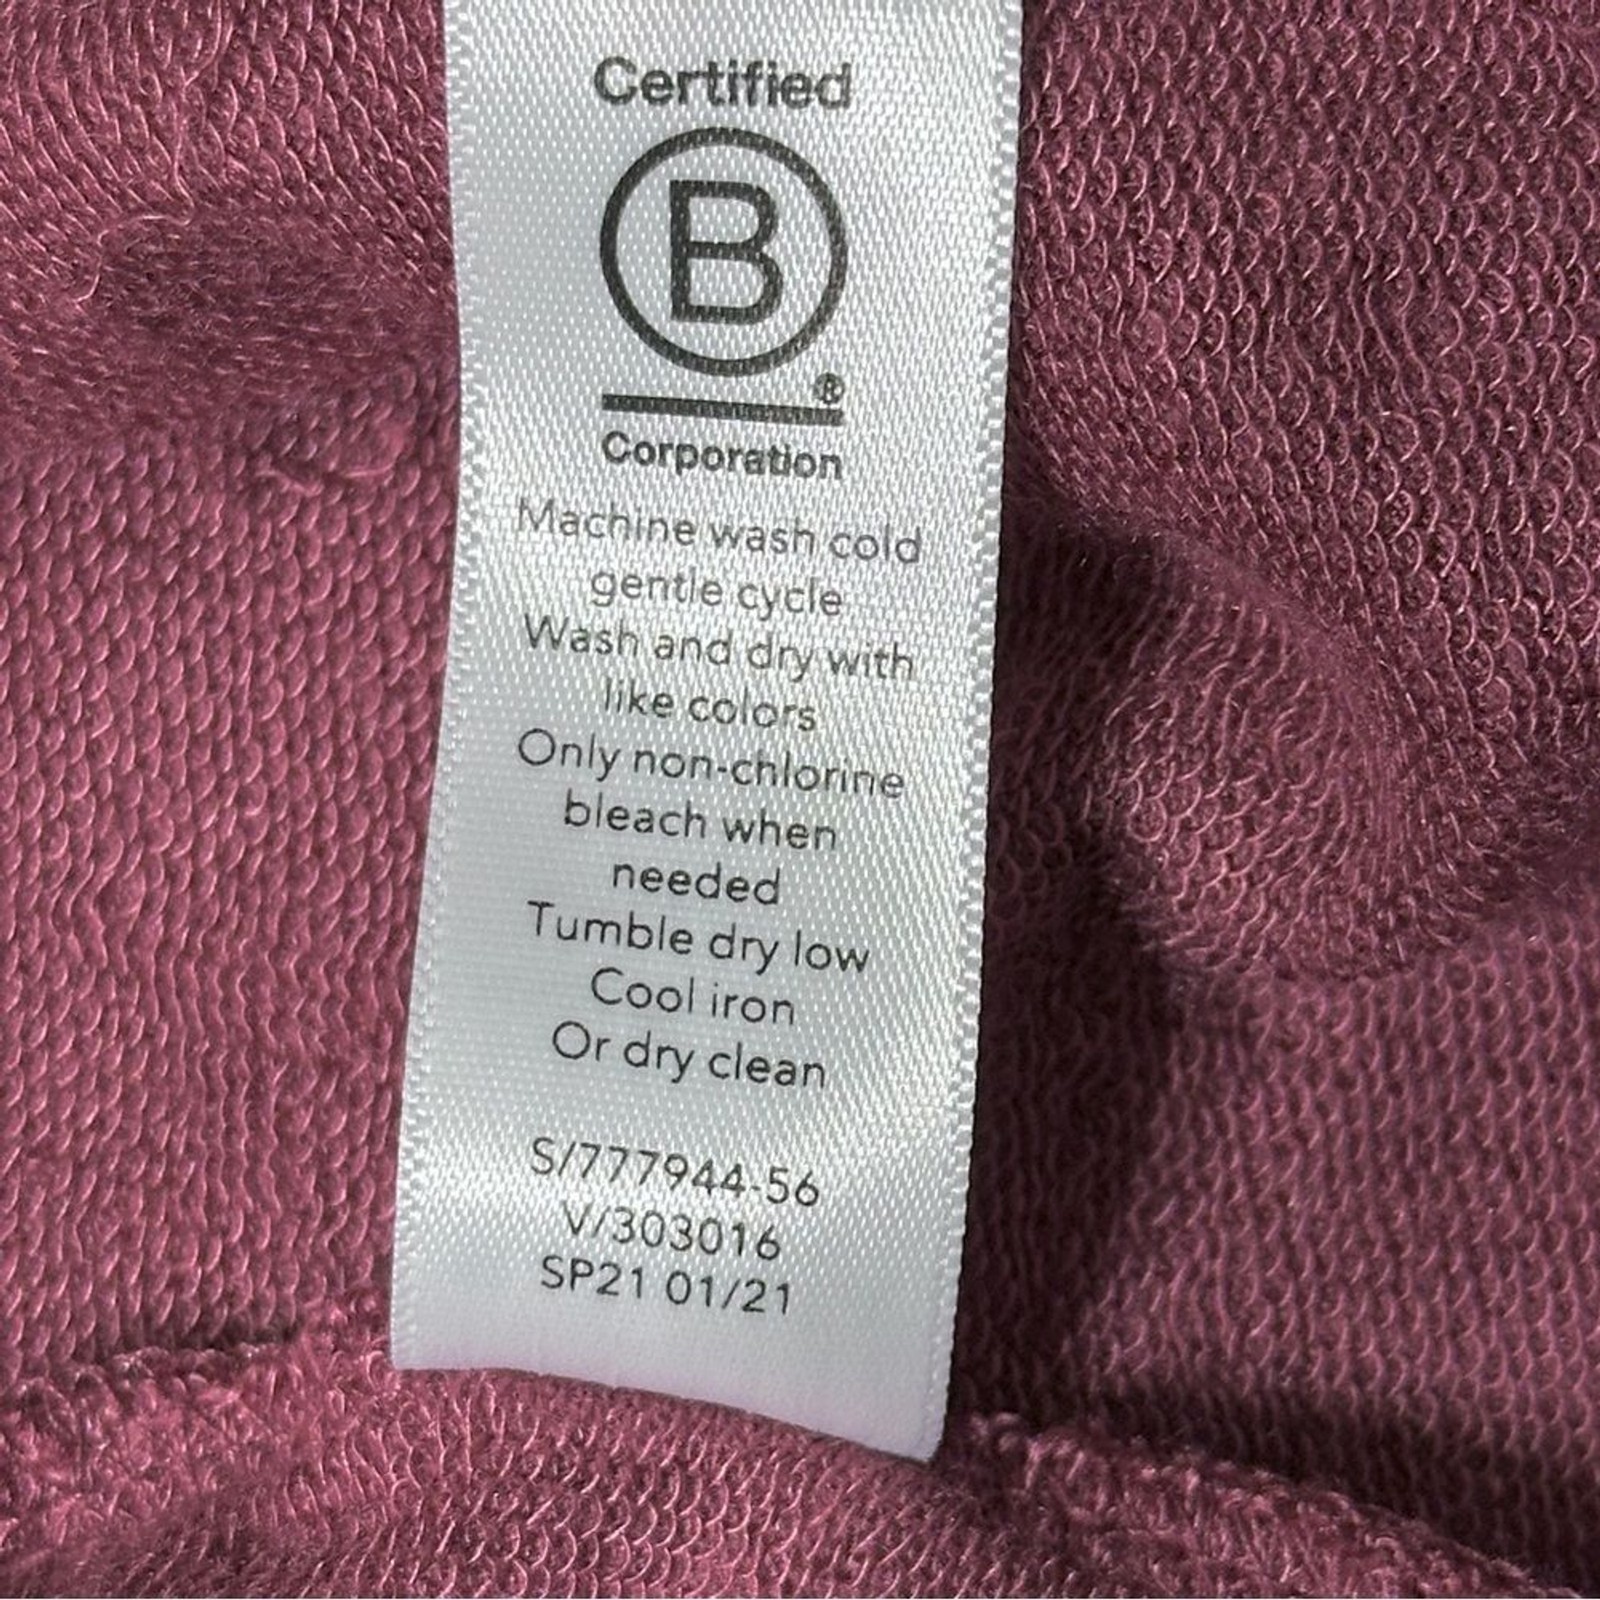 Certified
B
®
Corporation
Machine wash cold
gentle cycle
Wash and dry with
like colors
Only non-chlorine
bleach when
needed
Tumble dry low
Cool iron
Or dry clean
S/777944-56
V/303016
SP21 01/21